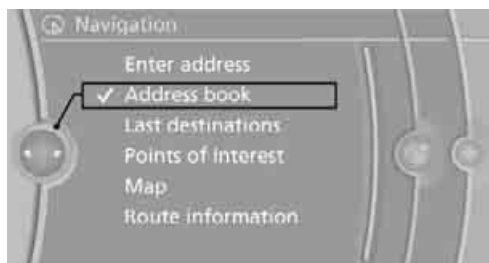 Navigation
Enter address
Address book
Last destinations
Points of Interest
Map
Route information